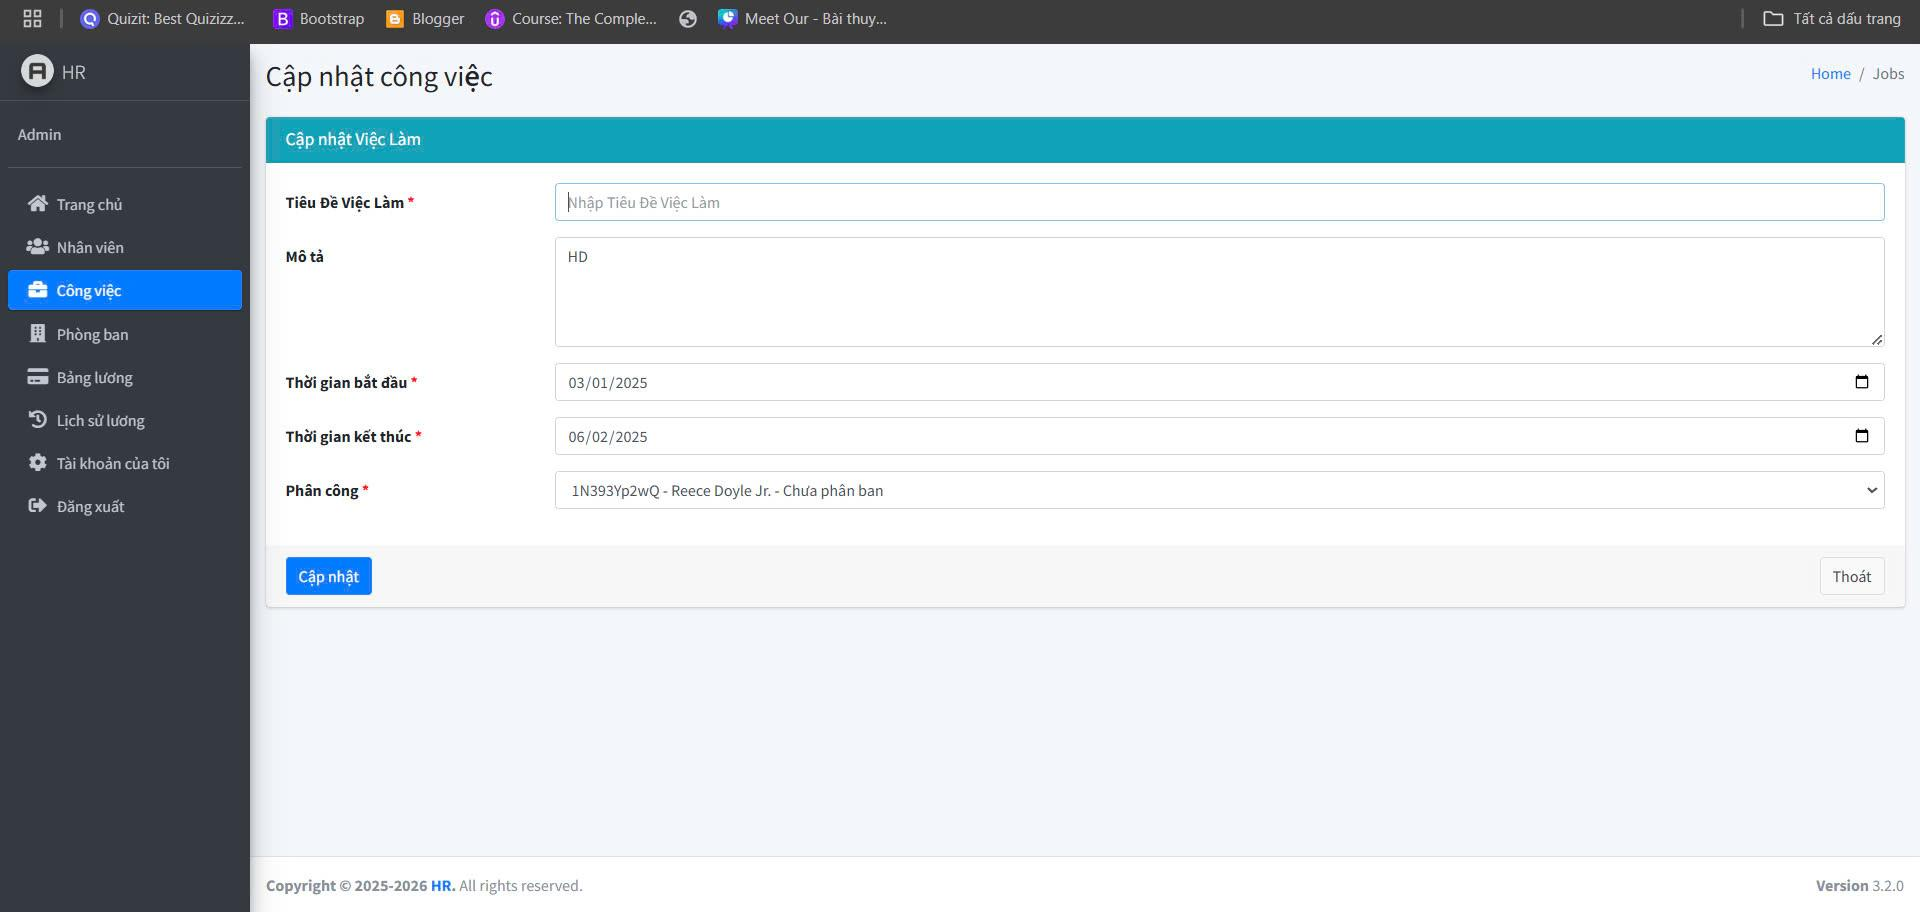 Quizit: Best Quizizz...
Bootstrap
Blogger
Course: The Comple...
Meet Our - Bài thuy...
Tất cả dấu trang
HR
Admin
Trang chủ
Nhân viên
Công việc
Phòng ban
Bảng lương
Lịch sử lương
Tài khoản của tôi
Đăng xuất
Cập nhật công việc
Home / Jobs
Cập nhật Việc Làm
Tiêu Đề Việc Làm *
Nhập Tiêu Đề Việc Làm
Mô tả
HD
Thời gian bắt đầu *
03/01/2025
Thời gian kết thúc *
06/02/2025
Phân công *
1N393Yp2wQ - Reece Doyle Jr. - Chưa phân ban
Cập nhật
Thoát
Copyright © 2025-2026 HR. All rights reserved.
Version 3.2.0